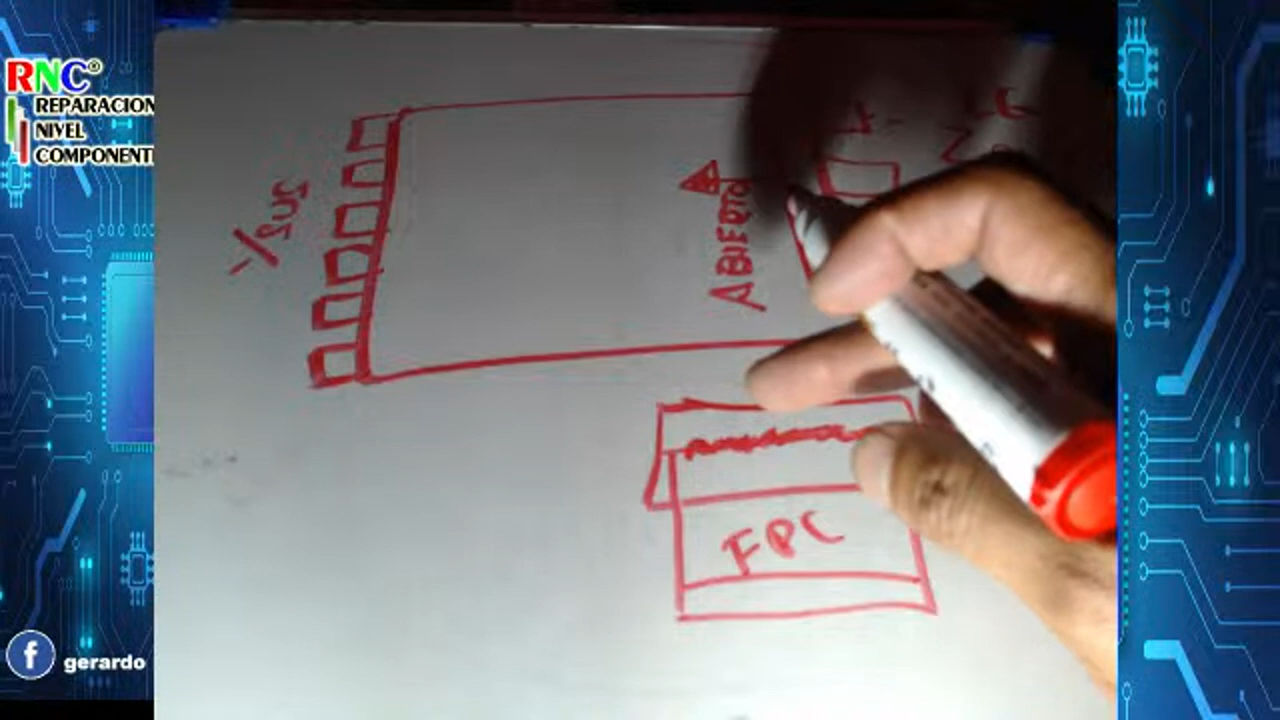 RNC®
REPARACION
NIVEL
COMPONENT
Y/SUS
ABIERTO
FPC
gerardo